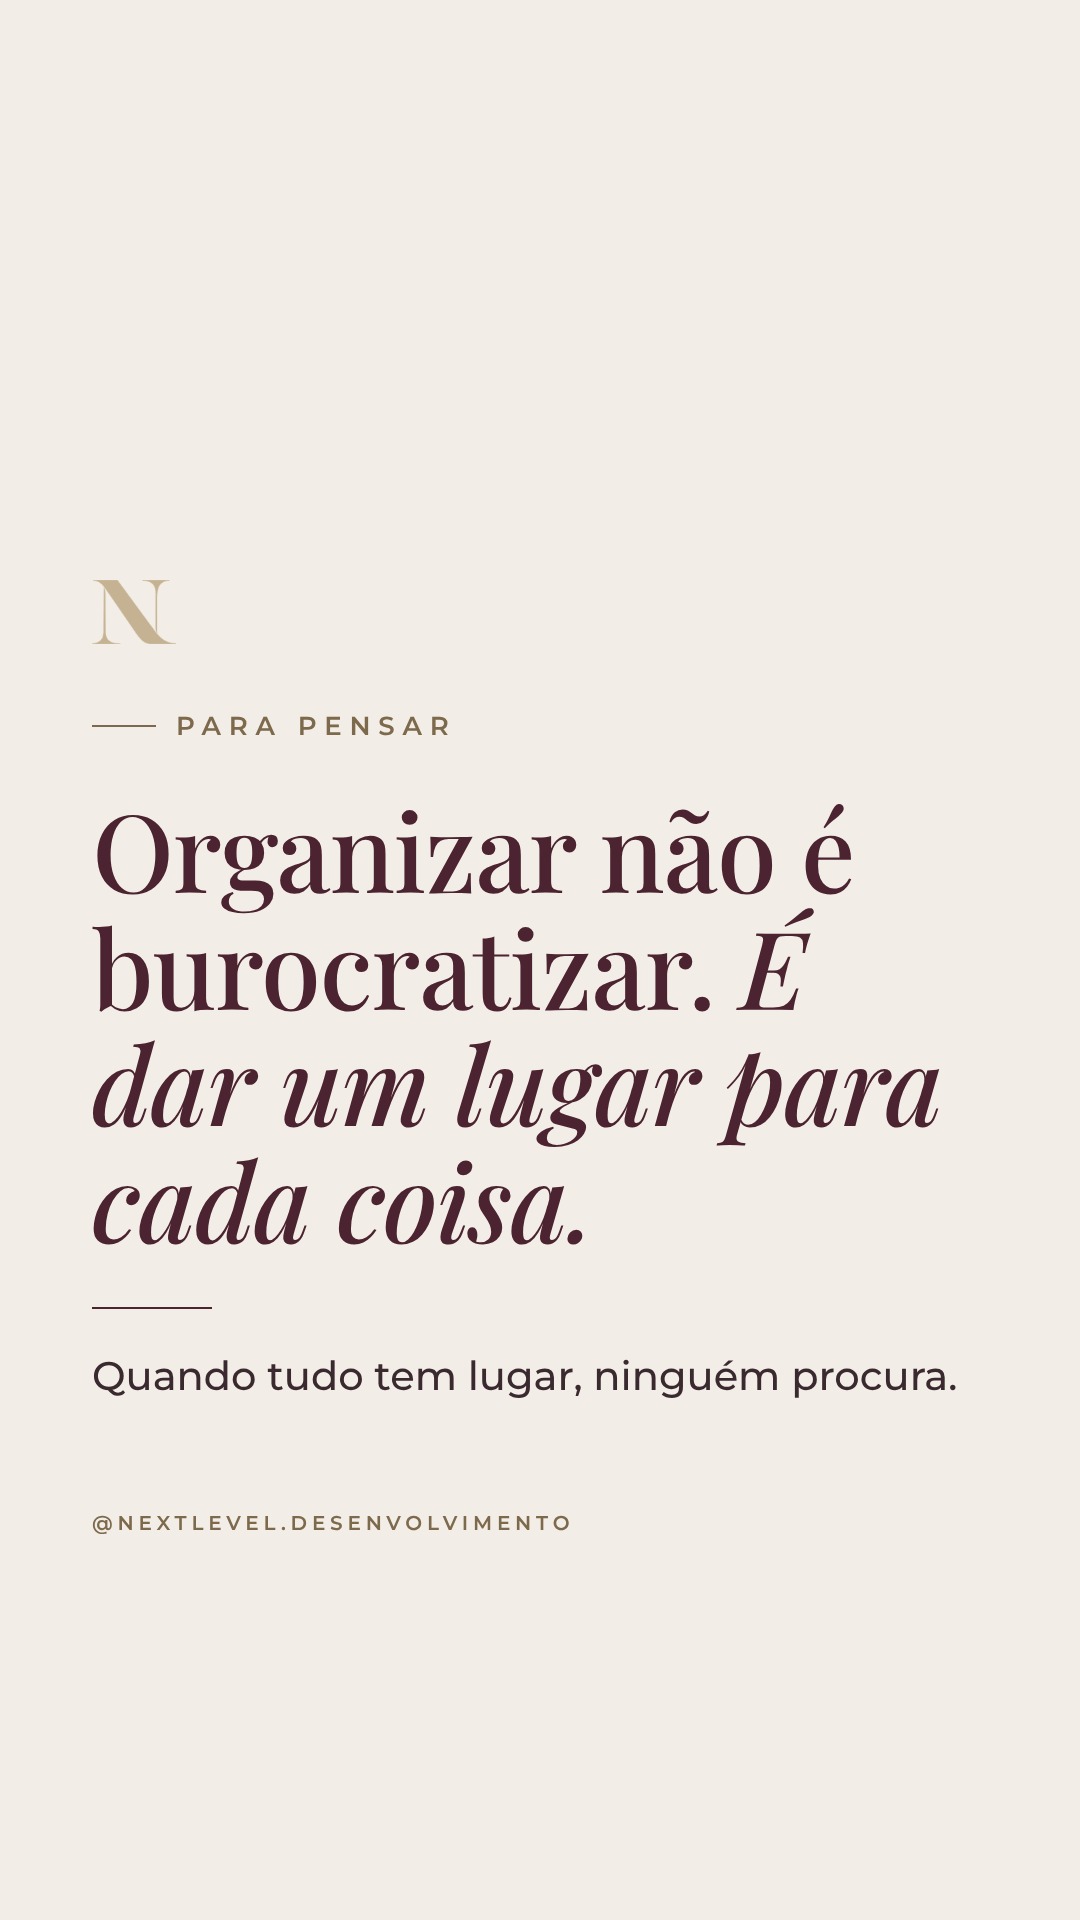 N
PARA PENSAR
Organizar não é
burocratizar. É
dar um lugar para
cada coisa.
Quando tudo tem lugar, ninguém procura.
@NEXTLEVEL.DESENVOLVIMENTO